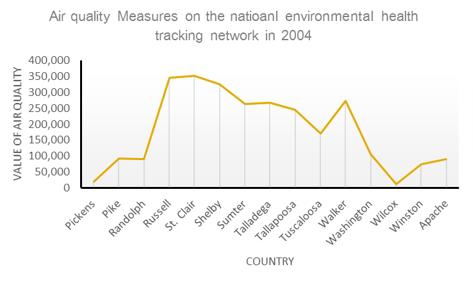 Air quality Measures on the natioanl environmental health
tracking network in 2004
400,000
350,000
300,000
250,000
200,000
150,000
100,000
50,000
0
VALUE OF AIR QUALITY
Pickens
Pike
Randolph
Russell
St. Clair
Shelby
Sumter
Talladega
Tallapoosa
Tuscaloosa
Walker
Washington
Wilcox
Winston
Apache
COUNTRY